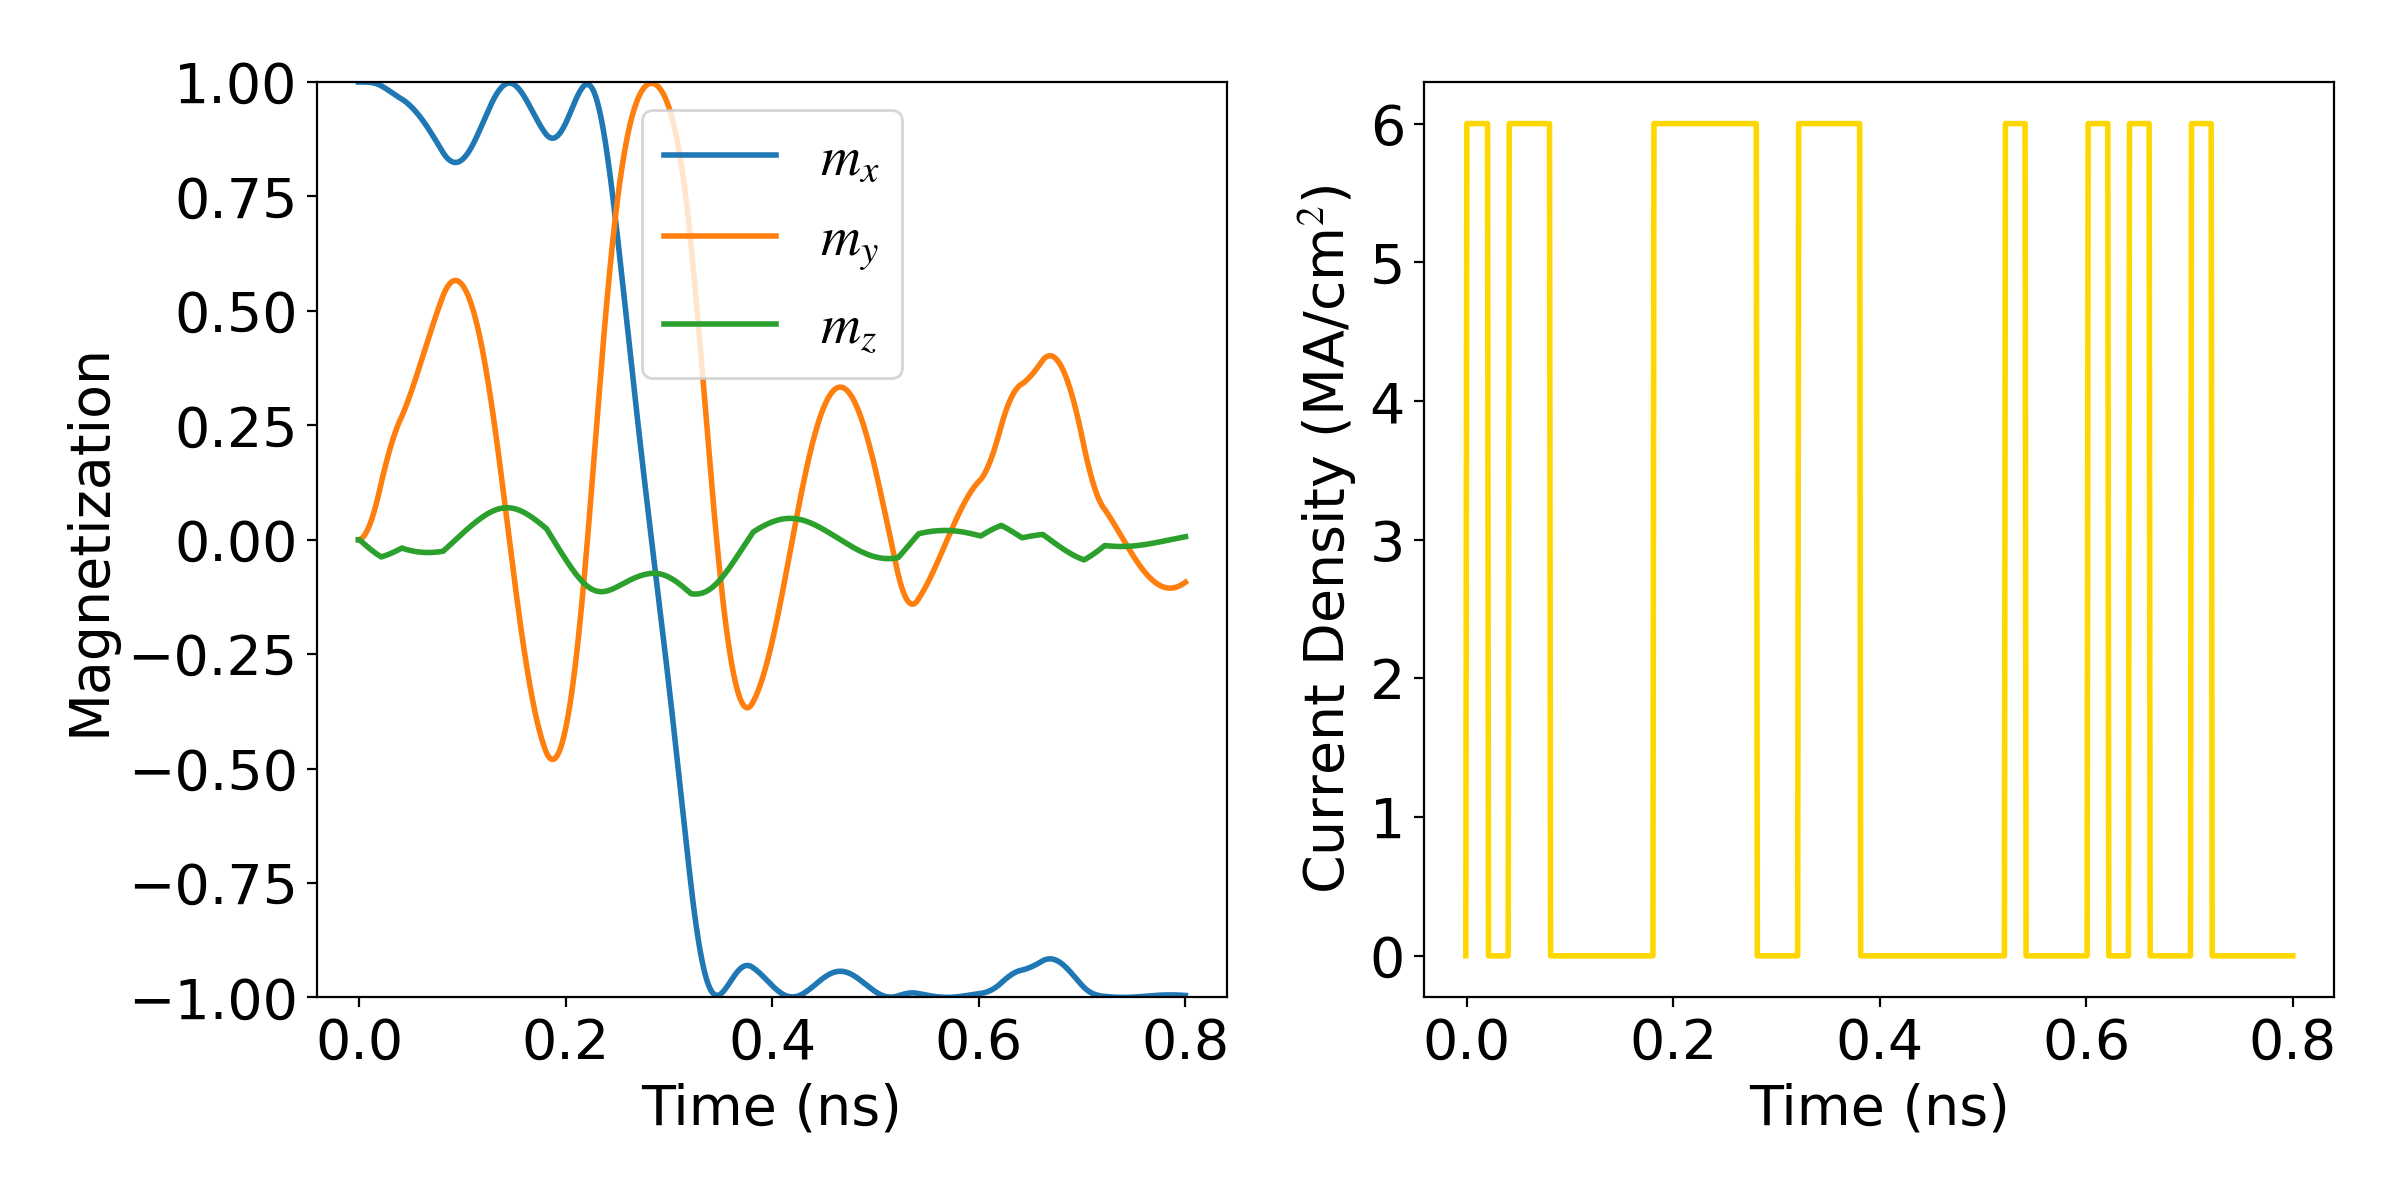 1.00
0.75
0.50
0.25
0.00
−0.25
−0.50
−0.75
−1.00
Magnetization
0.0 0.2 0.4 0.6 0.8
Time (ns)
mₓ
m_y
m_z
6
5
4
3
2
1
0
Current Density (MA/cm²)
0.0 0.2 0.4 0.6 0.8
Time (ns)